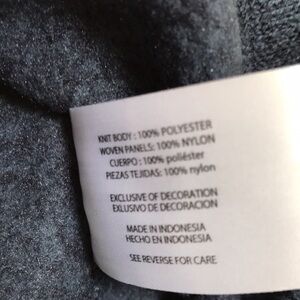 KNIT BODY : 100% POLYESTER
WOVEN PANELS: 100% NYLON
CUERPO : 100% poliéster
PIEZAS TEJIDAS: 100% nylon
EXCLUSIVE OF DECORATION
EXLUSIVO DE DECORACION
MADE IN INDONESIA
HECHO EN INDONESIA
SEE REVERSE FOR CARE